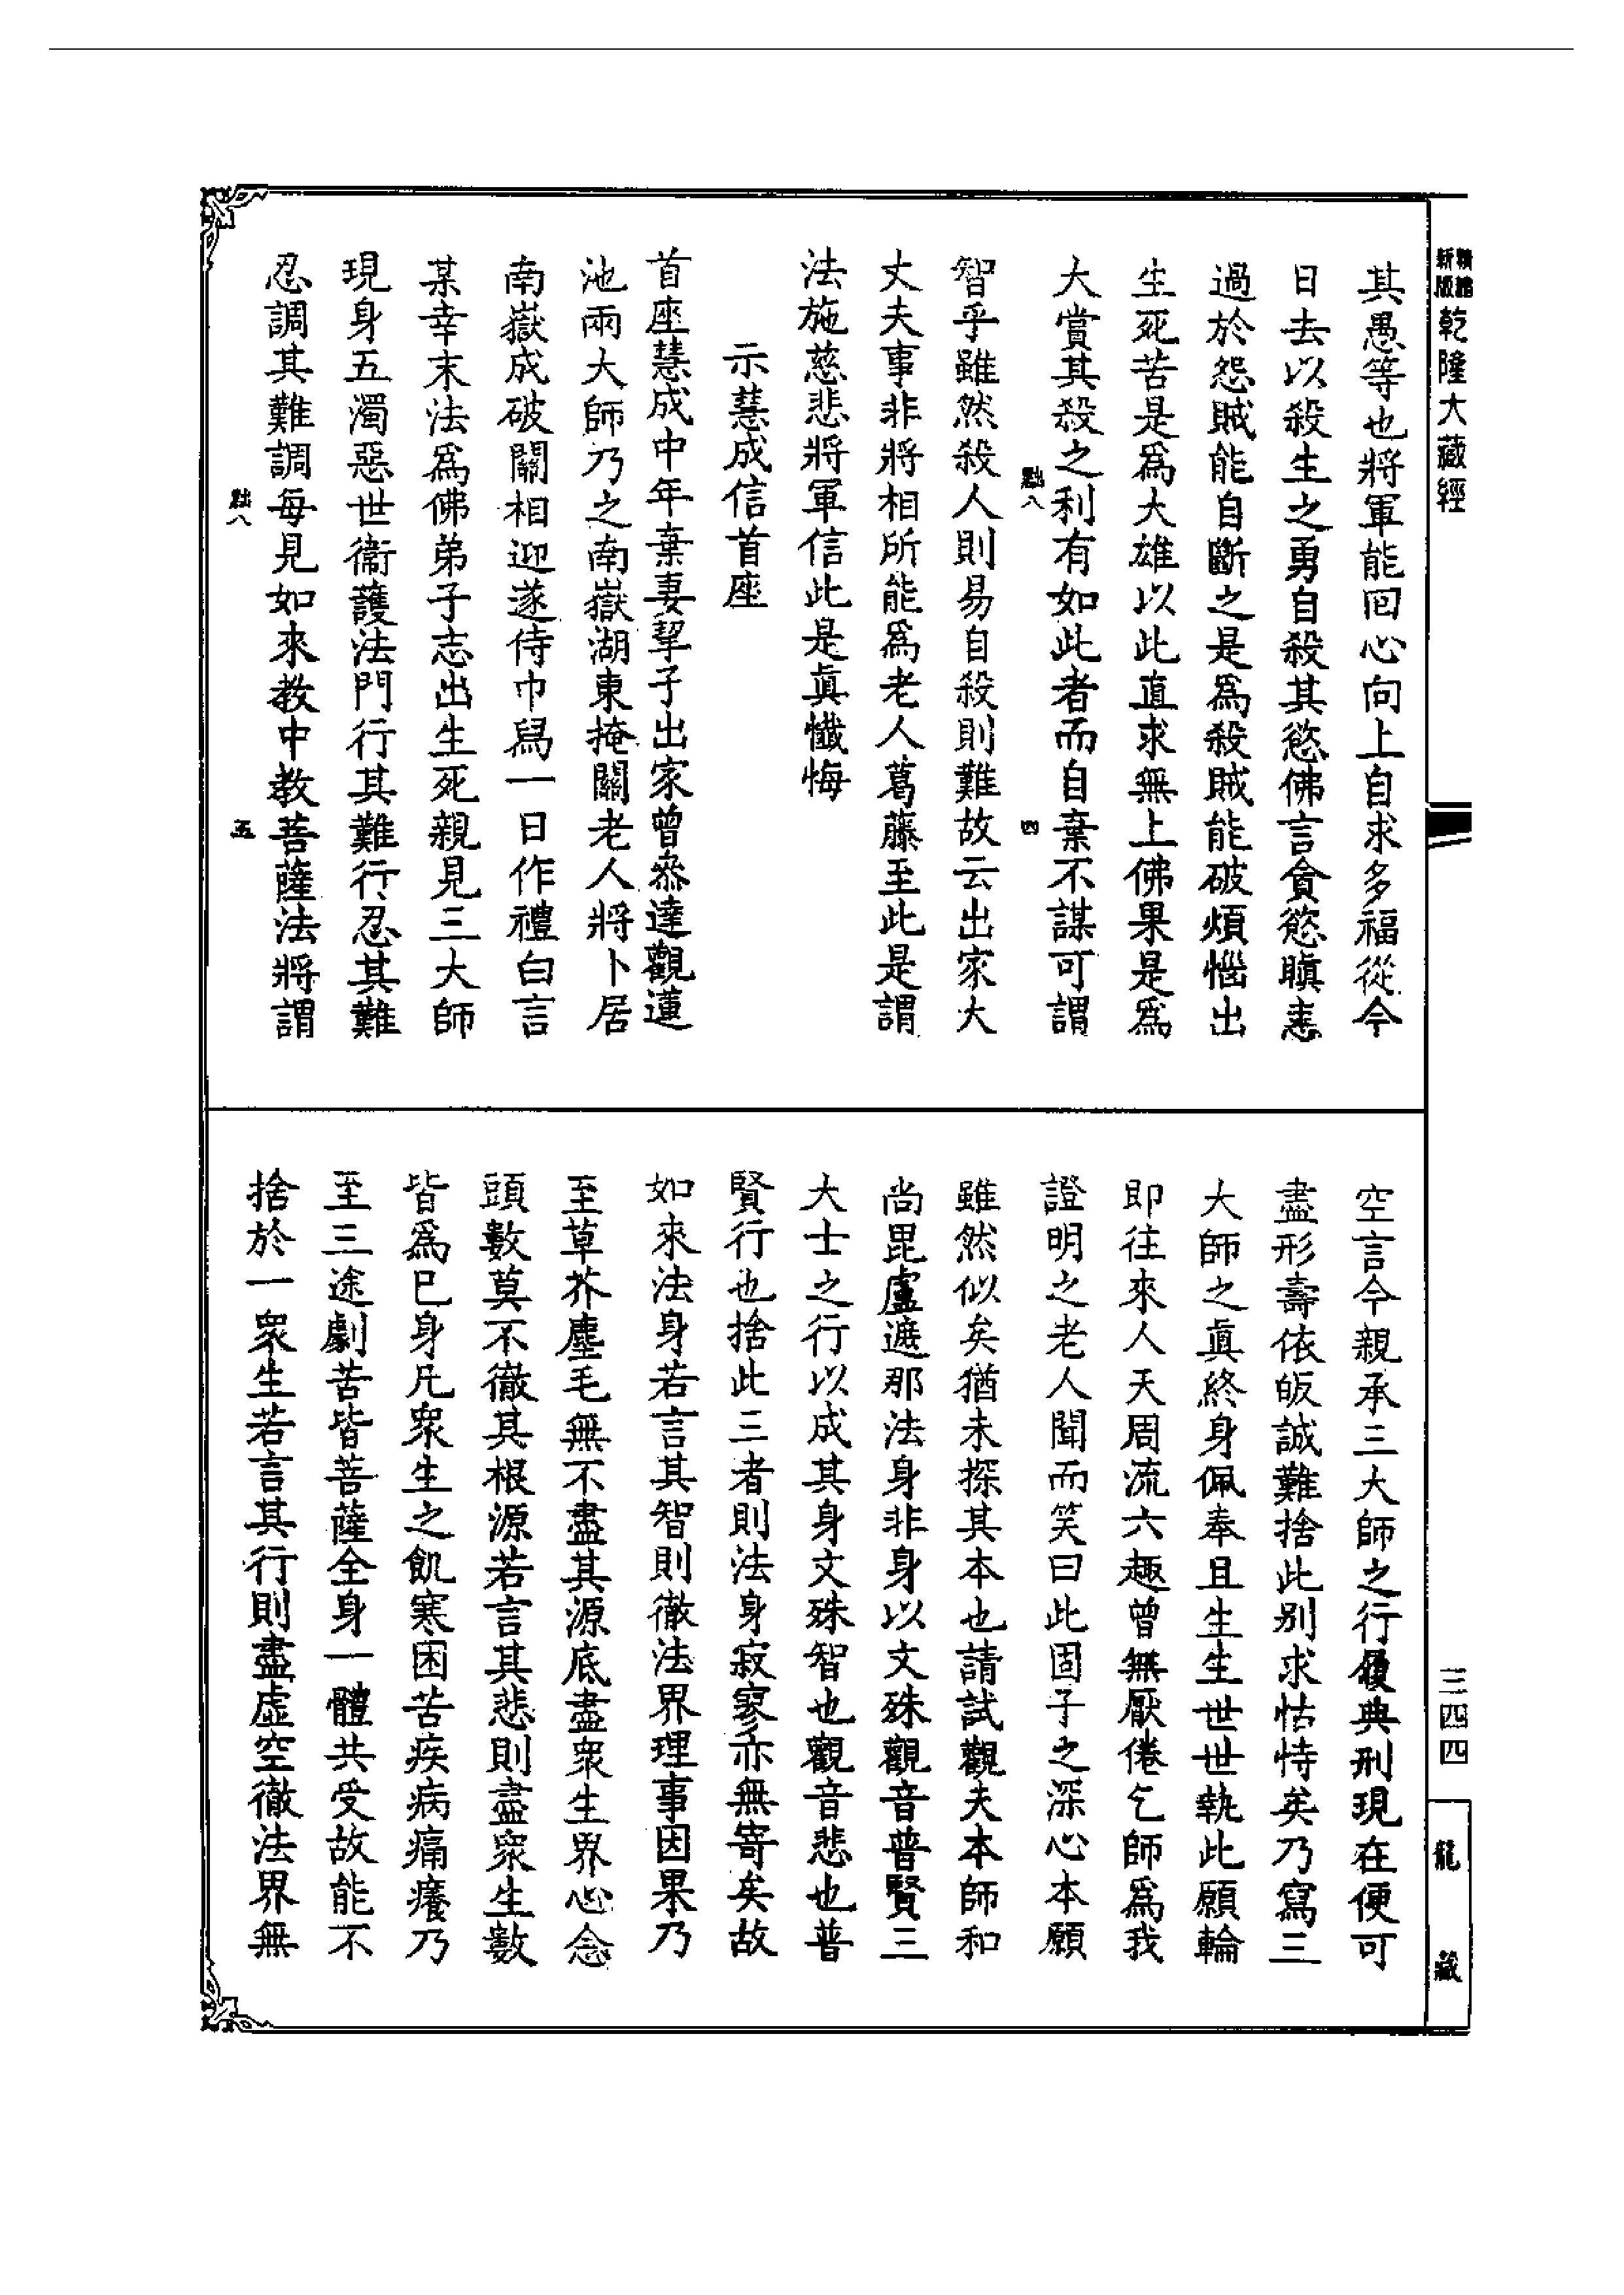 新版
精縮
乾隆大藏經
其愚等也將軍能回心向上自求多福從今
日去以殺生之勇自殺其慾佛言貪慾瞋恚
過於怨賊能自斷之是爲殺賊能破煩惱出
生死苦是爲大雄以此直求無上佛果是爲
大賞其殺之利有如此者而自棄不謀可謂
黜八
四
智乎雖然殺人則易自殺則難故云出家大
丈夫事非將相所能爲老人葛藤至此是謂
法施慈悲將軍信此是眞懺悔
示慧成信首座
首座慧成中年棄妻挈子出家曾叅達觀蓮
池兩大師乃之南嶽湖東掩關老人將卜居
南嶽成破關相迎遂侍巾舄一日作禮白言
某幸末法爲佛弟子志出生死親見三大師
現身五濁惡世衞護法門行其難行忍其難
忍調其難調每見如來教中教菩薩法將謂
黜八
五
空言今親承三大師之行履典刑現在便可
盡形壽依皈誠難捨此别求怙恃矣乃寫三
大師之眞終身佩奉且生生世世執此願輪
即往來人天周流六趣曾無厭倦乞師爲我
證明之老人聞而笑曰此固子之深心本願
雖然似矣猶未探其本也請試觀夫本師和
尚毘盧遮那法身非身以文殊觀音普賢三
大士之行以成其身文殊智也觀音悲也普
賢行也捨此三者則法身寂寥亦無寄矣故
如來法身若言其智則徹法界理事因果乃
至草芥塵毛無不盡其源底盡衆生界心念
頭數莫不徹其根源若言其悲則盡衆生數
皆爲已身凡衆生之飢寒困苦疾病痛癢乃
至三途劇苦皆菩薩全身一體共受故能不
捨於一衆生若言其行則盡虛空徹法界無
三四四
龍藏